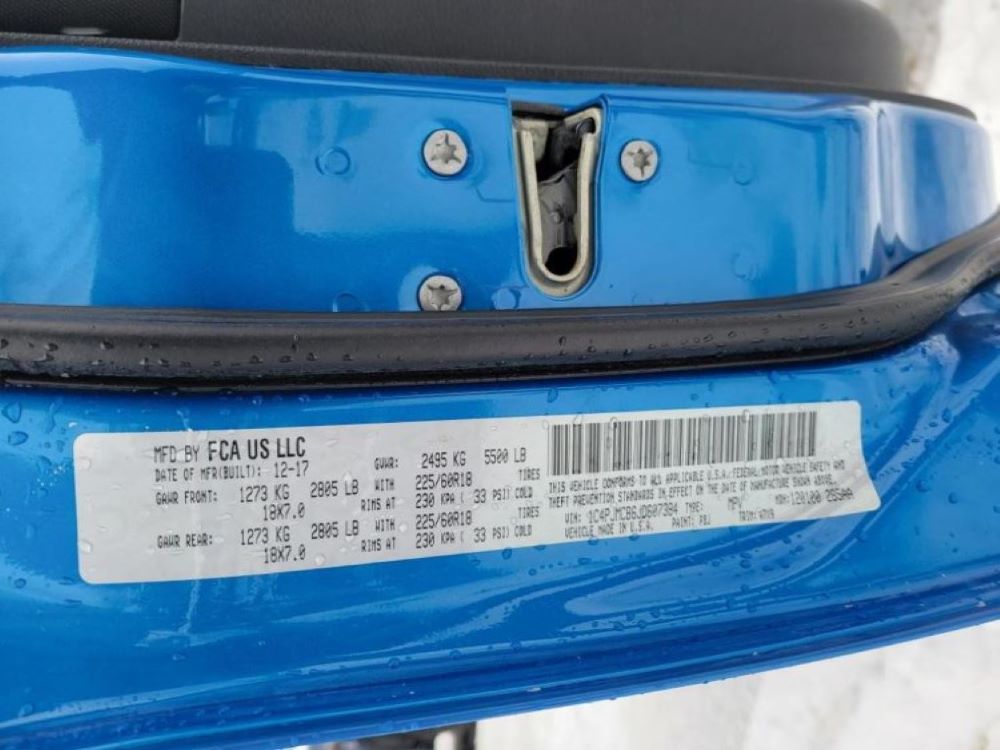 MFD BY FCA US LLC
DATE OF MFR(BUILT): 12-17 GVWR: 2495 KG 5500 LB
GAWR FRONT: 1273 KG 2805 LB WITH 225/60R18 TIRES
18X7.0 RIMS AT 230 KPA ( 33 PSI) COLD
GAWR REAR: 1273 KG 2805 LB WITH 225/60R18 TIRES
18X7.0 RIMS AT 230 KPA ( 33 PSI) COLD
THIS VEHICLE CONFORMS TO ALL APPLICABLE U.S.A. FEDERAL MOTOR VEHICLE SAFETY AND
THEFT PREVENTION STANDARDS IN EFFECT ON THE DATE OF MANUFACTURE SHOWN ABOVE.
VIN: TYPE: MPV MDH: 120100
VEHICLE MADE IN U.S.A. PAINT: PBJ TRIM: